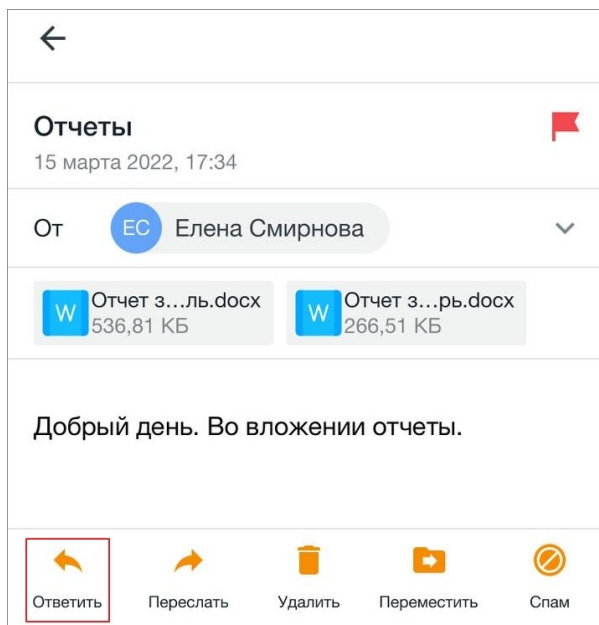 Отчеты
15 марта 2022, 17:34
От ЕС Елена Смирнова
W Отчет з...ль.docx W Отчет з...рь.docx
536,81 КБ 266,51 КБ
Добрый день. Во вложении отчеты.
Ответить Переслать Удалить Переместить Спам